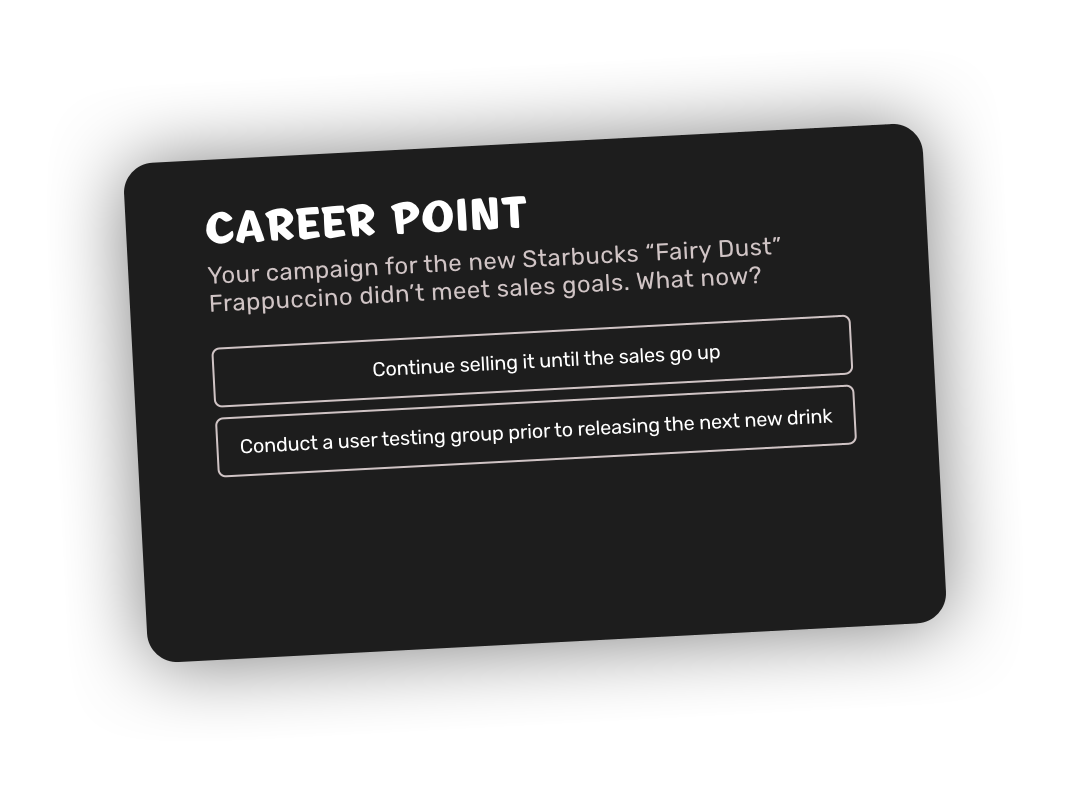 CAREER POINT
Your campaign for the new Starbucks “Fairy Dust”
Frappuccino didn’t meet sales goals. What now?
Continue selling it until the sales go up
Conduct a user testing group prior to releasing the next new drink